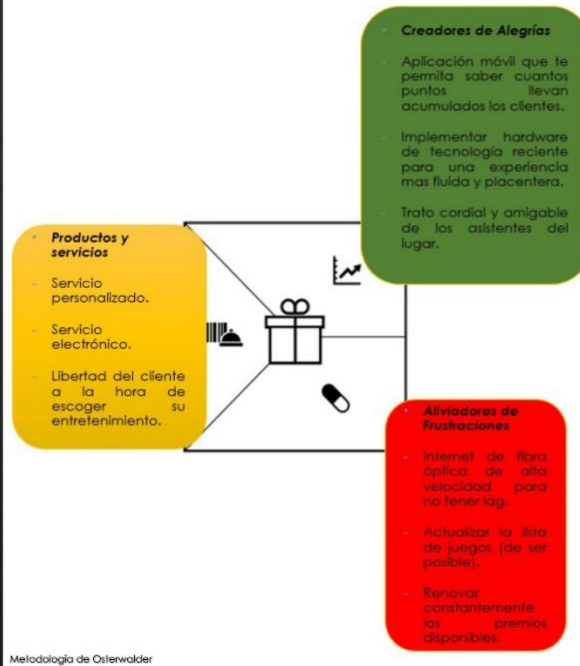 Creadores de Alegrías
- Aplicación móvil que te
permita saber cuantos
puntos llevan
acumulados los clientes.
- Implementar hardware
de tecnología reciente
para una experiencia
mas fluida y placentera.
- Trato cordial y amigable
de los asistentes del
lugar.
Productos y
servicios
- Servicio
personalizado.
- Servicio
electrónico.
- Libertad del cliente
a la hora de
escoger su
entretenimiento.
Aliviadores de
Frustraciones
- Internet de fibra
óptica de alta
velocidad para
no tener lag.
- Actualizar la lista
de juegos (de ser
posible).
- Renovar
constantemente
los premios
disponibles.
Metodología de Osterwalder